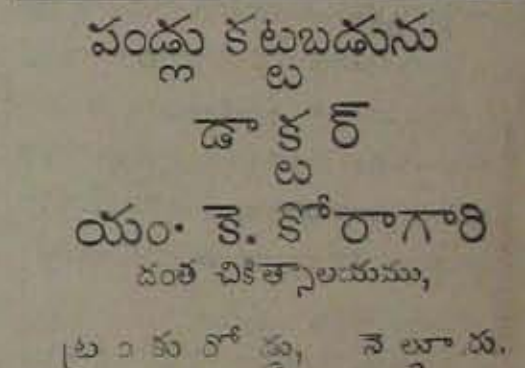 పండ్లు కట్టబడును
డాక్టర్
యం. కె. కోరాగారి
దంత చికిత్సాలయము,
ట్రంకు రోడ్డు, నెల్లూరు.